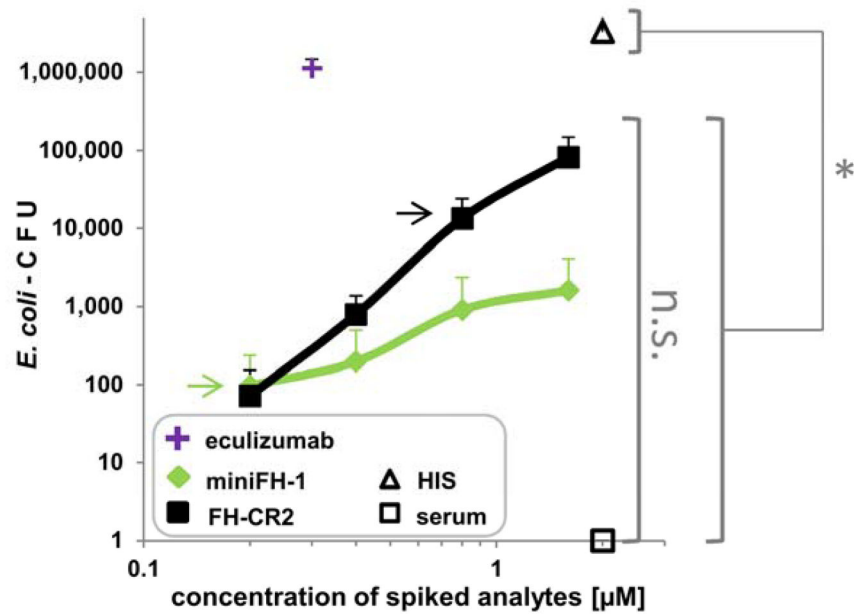 E. coli - C F U
1,000,000
100,000
10,000
1,000
100
10
1
0.1
1
concentration of spiked analytes [µM]
eculizumab
miniFH-1
FH-CR2
HIS
serum
n.s.
*